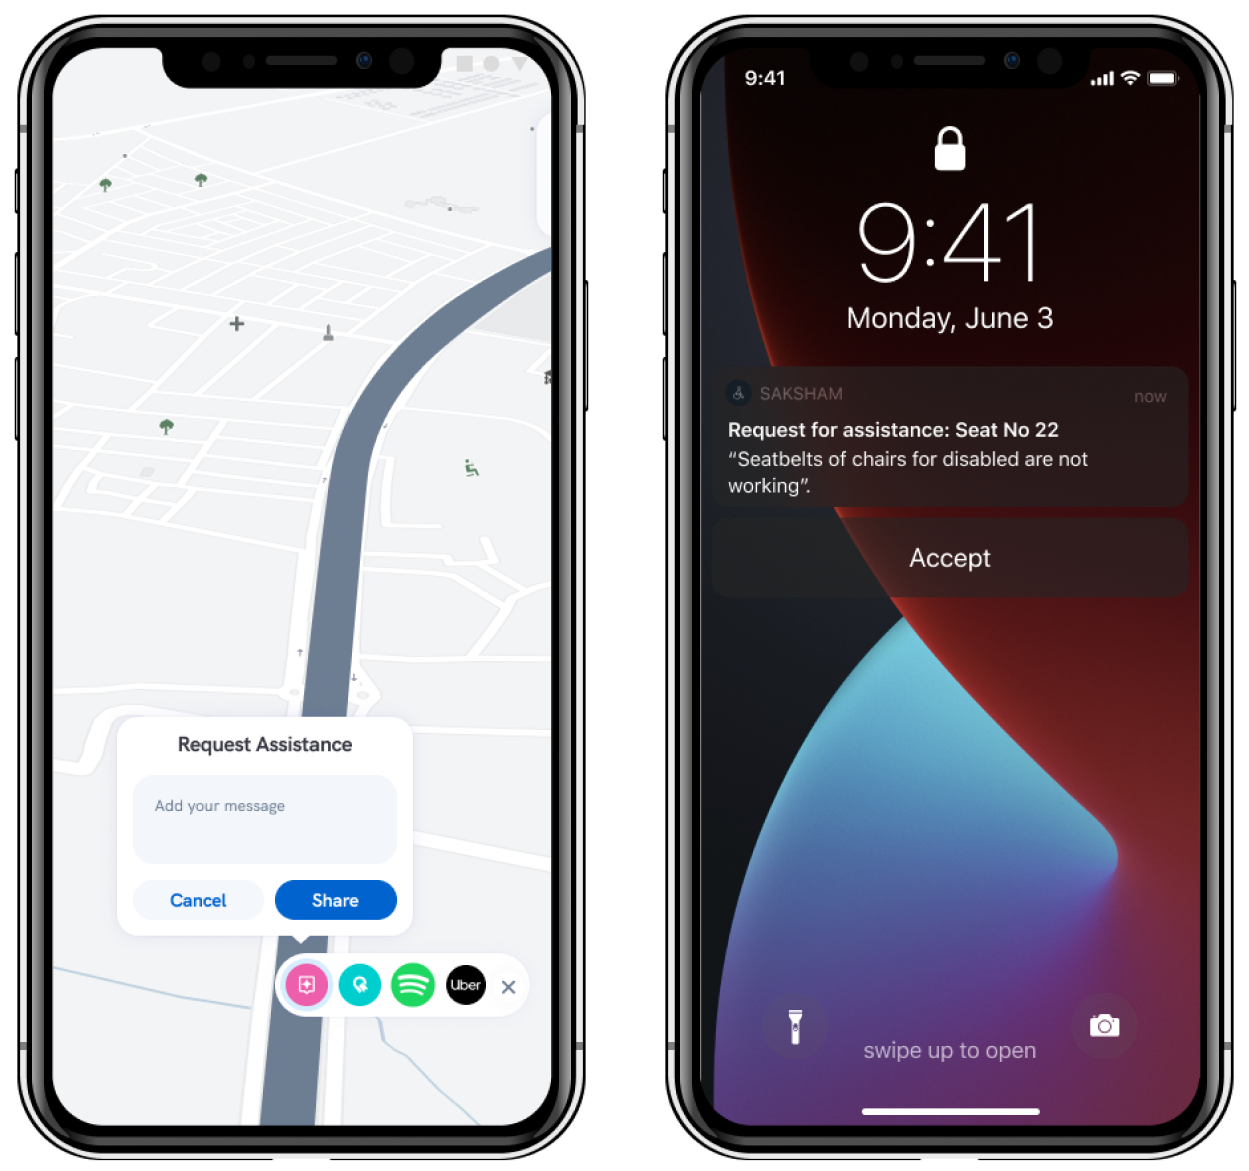 Request Assistance
Add your message
Cancel
Share
Uber
9:41
9:41
Monday, June 3
SAKSHAM
now
Request for assistance: Seat No 22
“Seatbelts of chairs for disabled are not
working”.
Accept
swipe up to open